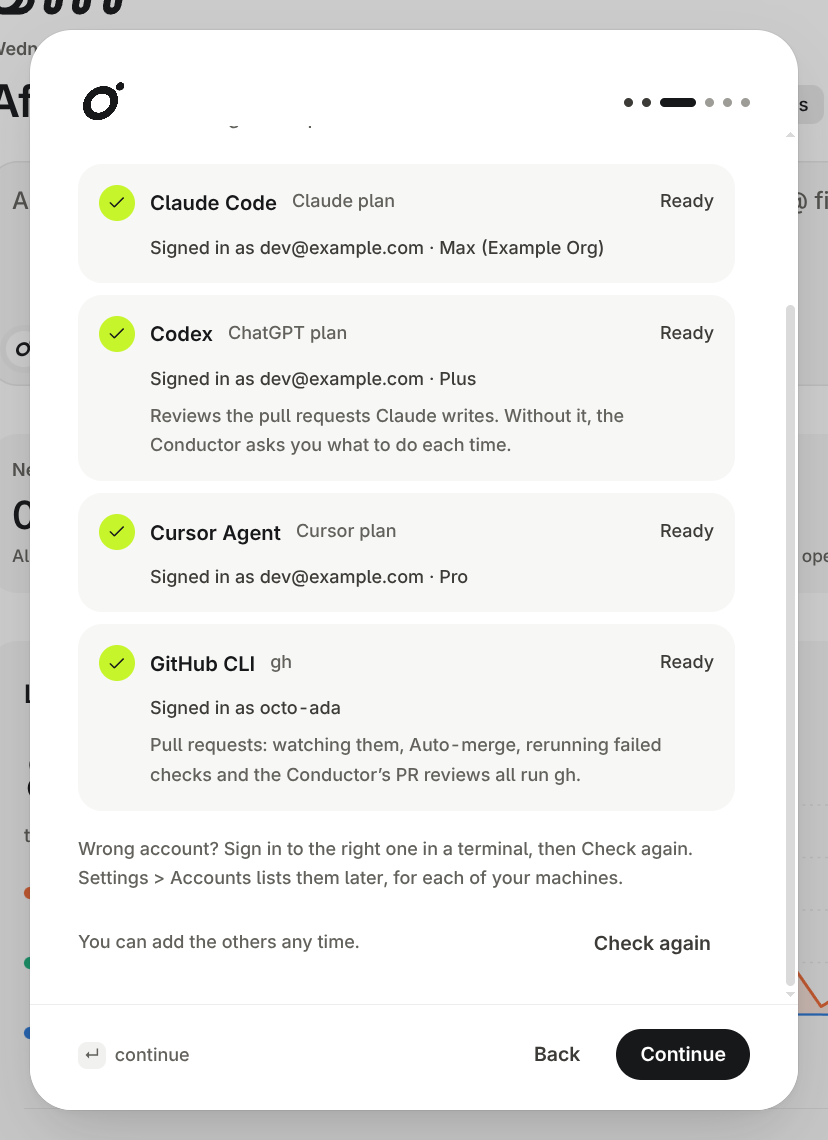 Claude Code Claude plan Ready
Signed in as dev@example.com · Max (Example Org)
Codex ChatGPT plan Ready
Signed in as dev@example.com · Plus
Reviews the pull requests Claude writes. Without it, the
Conductor asks you what to do each time.
Cursor Agent Cursor plan Ready
Signed in as dev@example.com · Pro
GitHub CLI gh Ready
Signed in as octo-ada
Pull requests: watching them, Auto-merge, rerunning failed
checks and the Conductor’s PR reviews all run gh.
Wrong account? Sign in to the right one in a terminal, then Check again.
Settings > Accounts lists them later, for each of your machines.
You can add the others any time. Check again
continue Back Continue